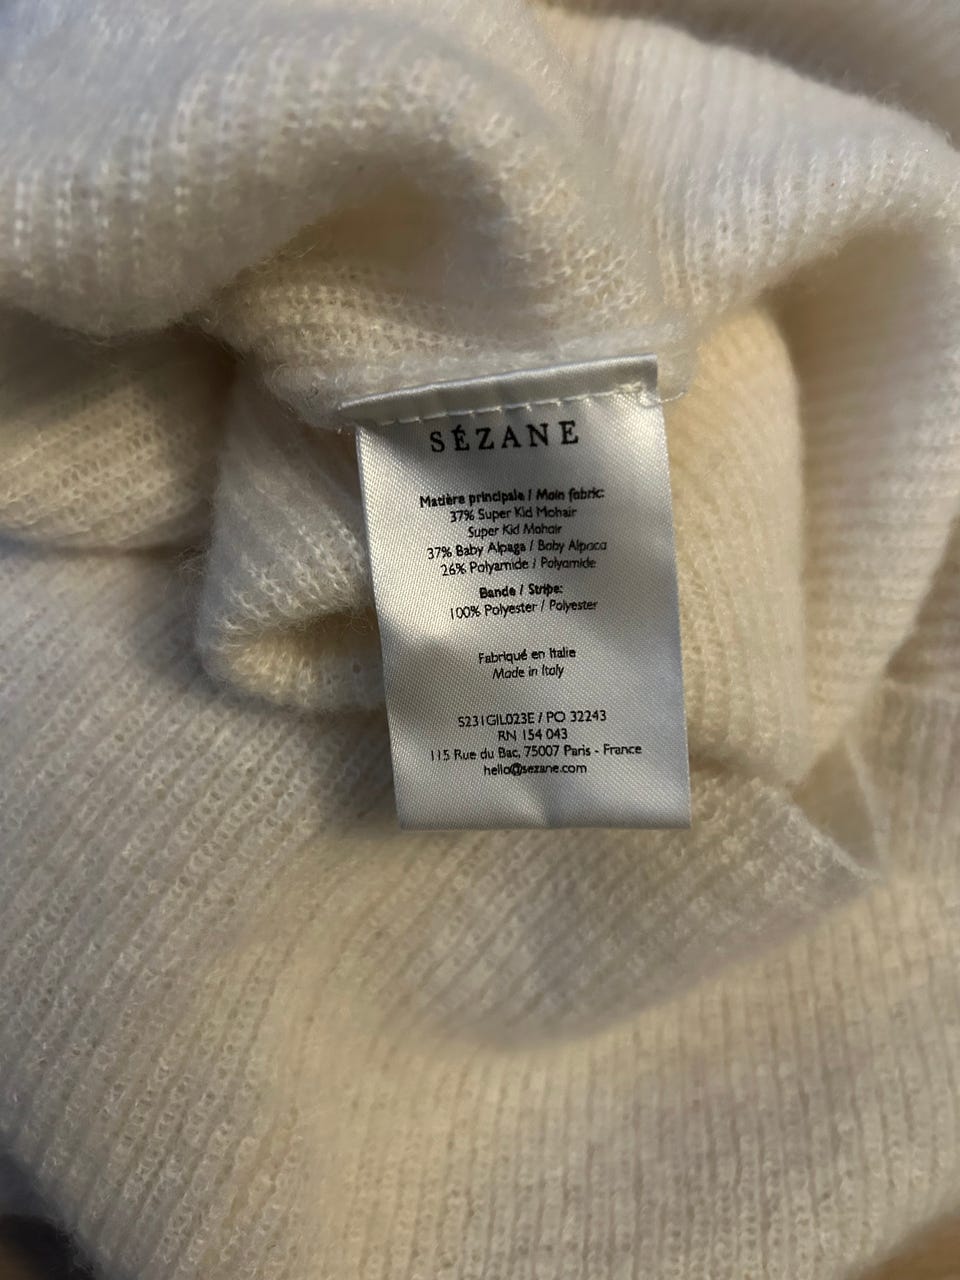 SÉZANE
Matière principale / Main fabric:
37% Super Kid Mohair
Super Kid Mohair
37% Baby Alpaga / Baby Alpaca
26% Polyamide / Polyamide
Bande / Stripe:
100% Polyester / Polyester
Fabriqué en Italie
Made in Italy
S231GIL023E / PO 32243
RN 154 043
115 Rue du Bac, 75007 Paris - France
hello@sezane.com